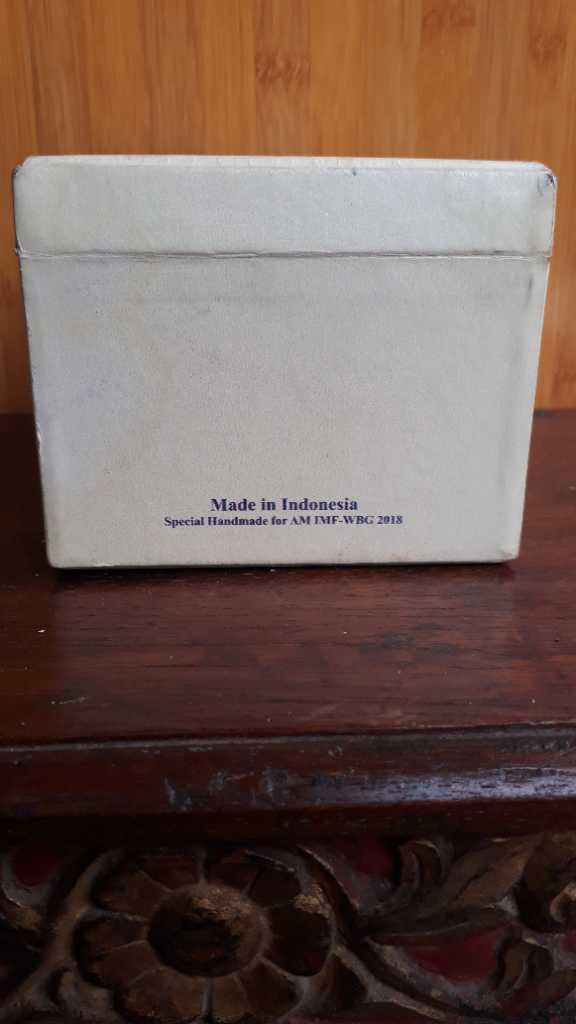 Made in Indonesia
Special Handmade for AM IMF-WBG 2018